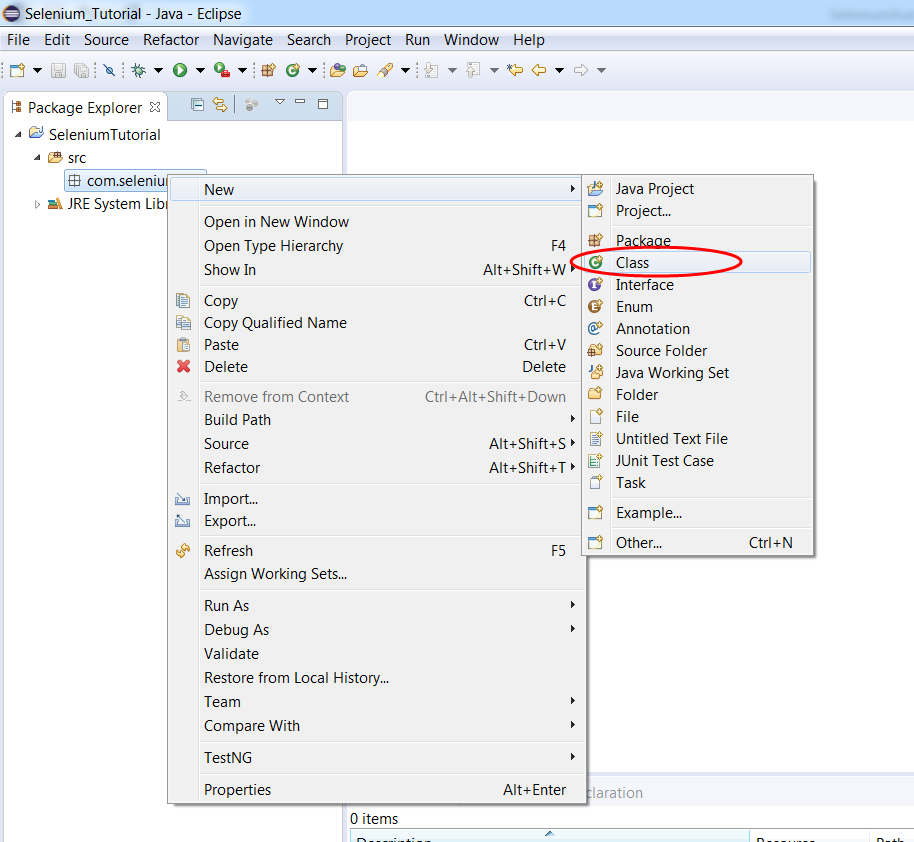 Selenium_Tutorial - Java - Eclipse
File Edit Source Refactor Navigate Search Project Run Window Help
Package Explorer
SeleniumTutorial
src
JRE System
New
Open in New Window
Open Type Hierarchy F4
Show In Alt+Shift+W
Copy Ctrl+C
Copy Qualified Name
Paste Ctrl+V
Delete Delete
Remove from Context Ctrl+Alt+Shift+Down
Build Path
Source Alt+Shift+S
Refactor Alt+Shift+T
Import...
Export...
Refresh F5
Assign Working Sets...
Run As
Debug As
Validate
Restore from Local History...
Team
Compare With
TestNG
Properties Alt+Enter
Java Project
Project...
Package
Class
Interface
Enum
Annotation
Source Folder
Java Working Set
Folder
File
Untitled Text File
JUnit Test Case
Task
Example...
Other... Ctrl+N
0 items
Description Resource Path